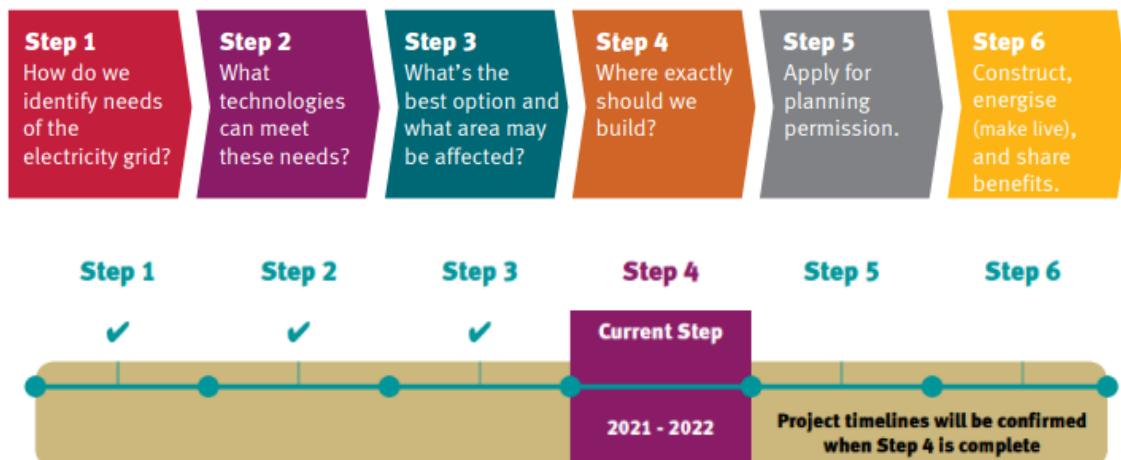 Step 1
How do we
identify needs
of the
electricity grid?
Step 2
What
technologies
can meet
these needs?
Step 3
What's the
best option and
what area may
be affected?
Step 4
Where exactly
should we
build?
Step 5
Apply for
planning
permission.
Step 6
Construct,
energise
(make live),
and share
benefits.
Step 1
Step 2
Step 3
Step 4
Step 5
Step 6
Current Step
2021 - 2022
Project timelines will be confirmed
when Step 4 is complete